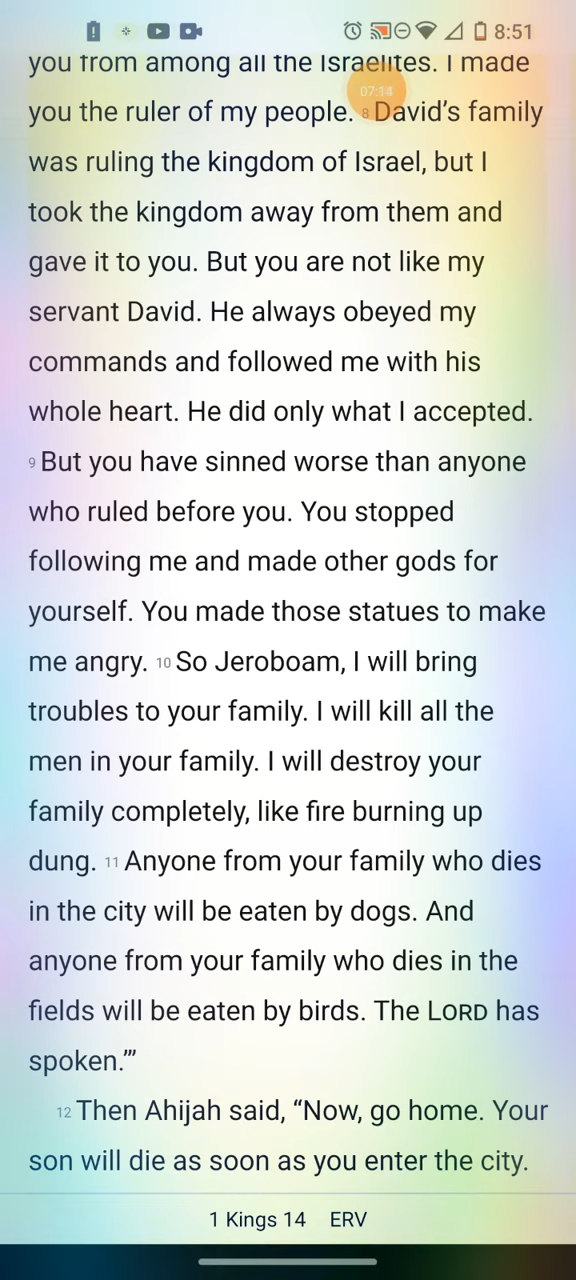 8:51
you from among all the Israelites. I made
07:14
you the ruler of my people. 8 David’s family
was ruling the kingdom of Israel, but I
took the kingdom away from them and
gave it to you. But you are not like my
servant David. He always obeyed my
commands and followed me with his
whole heart. He did only what I accepted.
9 But you have sinned worse than anyone
who ruled before you. You stopped
following me and made other gods for
yourself. You made those statues to make
me angry. 10 So Jeroboam, I will bring
troubles to your family. I will kill all the
men in your family. I will destroy your
family completely, like fire burning up
dung. 11 Anyone from your family who dies
in the city will be eaten by dogs. And
anyone from your family who dies in the
fields will be eaten by birds. The LORD has
spoken.’”
12 Then Ahijah said, “Now, go home. Your
son will die as soon as you enter the city.
1 Kings 14 ERV